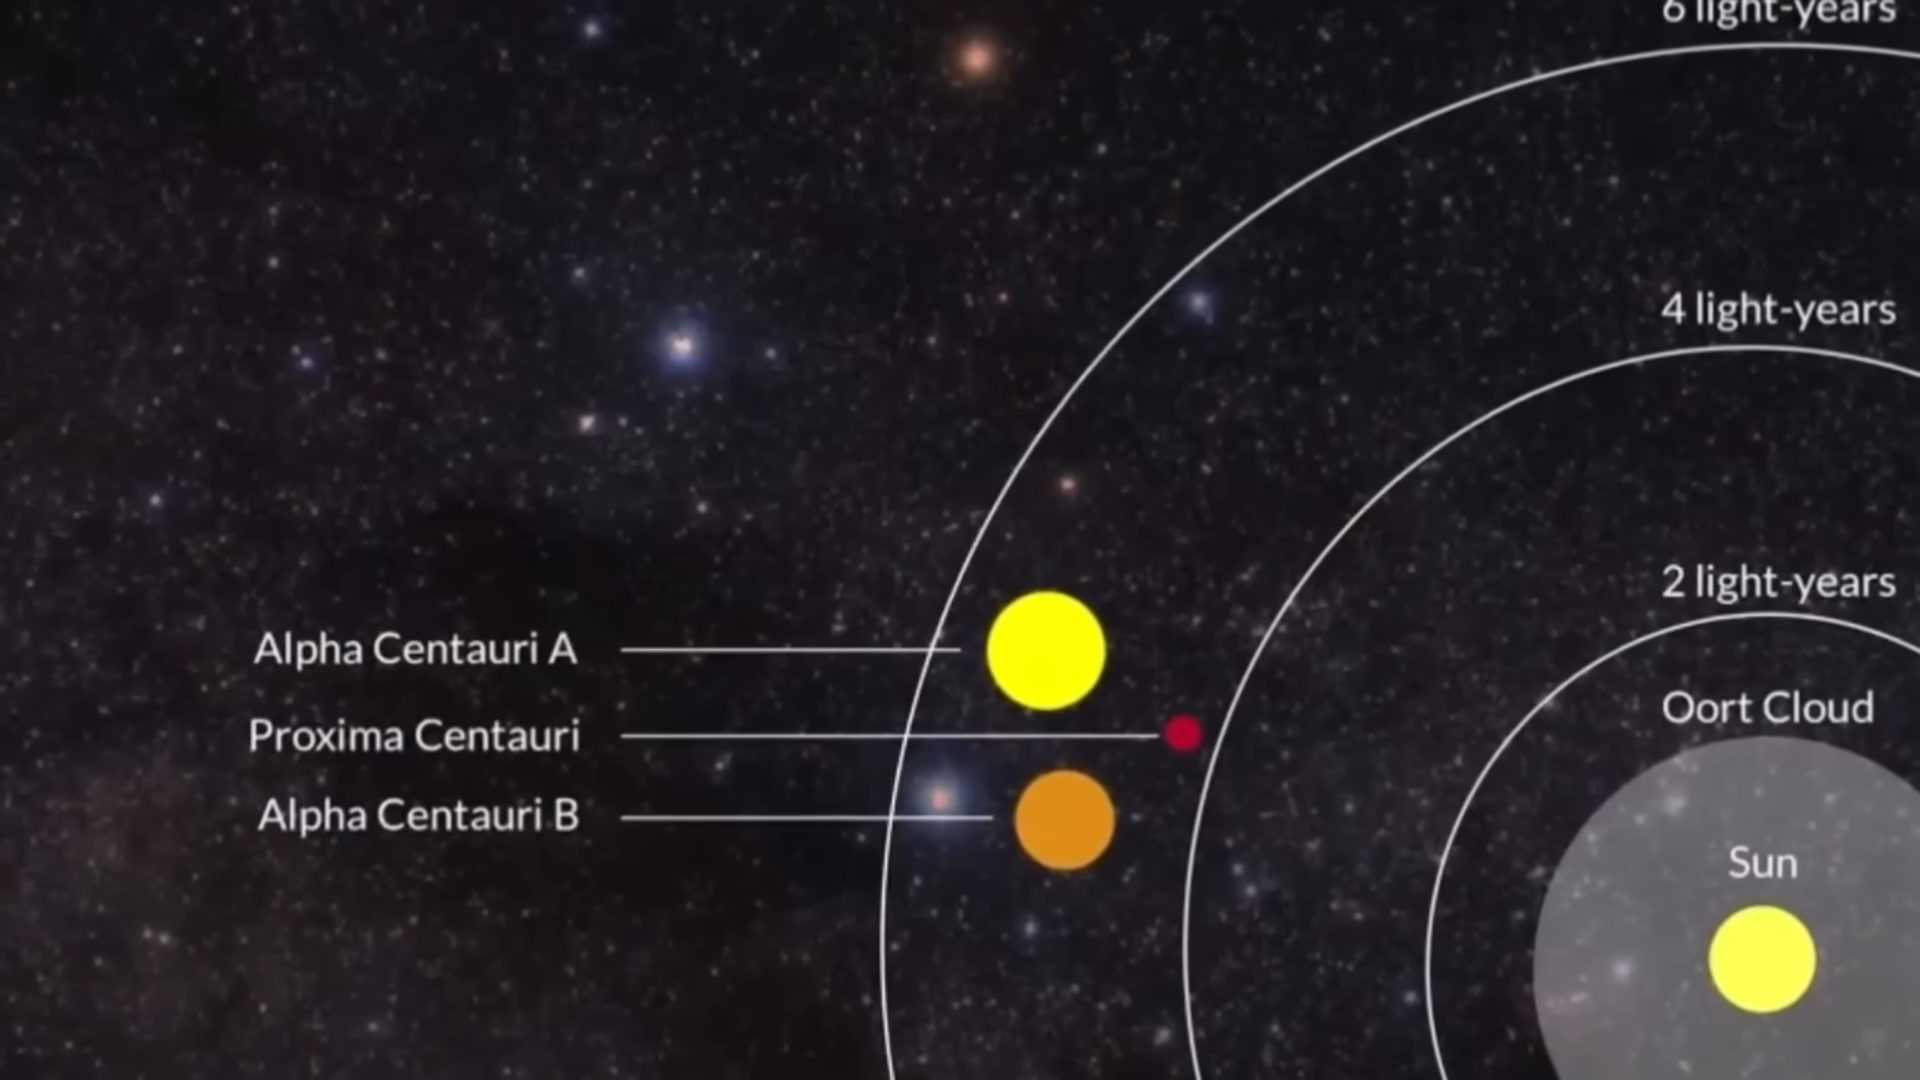 6 light-years
4 light-years
2 light-years
Alpha Centauri A
Oort Cloud
Proxima Centauri
Alpha Centauri B
Sun